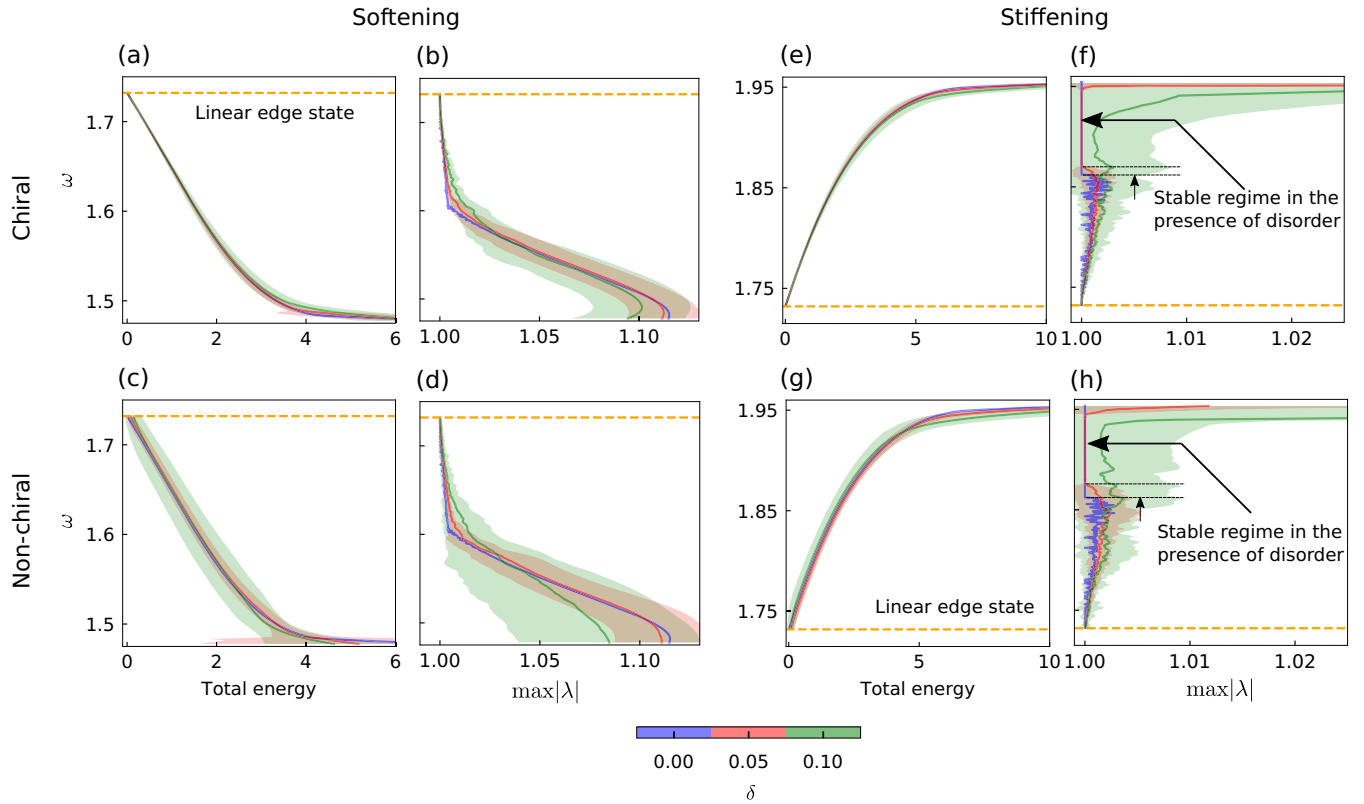 Softening
Stiffening
Chiral
Non-chiral
(a)
(b)
(e)
(f)
1.7
1.6
1.5
ω
Linear edge state
0
2
4
6
1.00
1.05
1.10
1.95
1.85
1.75
0
5
10
Stable regime in the
presence of disorder
1.00
1.01
1.02
(c)
(d)
(g)
(h)
1.7
1.6
1.5
ω
0
2
4
6
Total energy
1.00
1.05
1.10
max|λ|
1.95
1.85
1.75
Linear edge state
0
5
10
Total energy
Stable regime in the
presence of disorder
1.00
1.01
1.02
max|λ|
0.00
0.05
0.10
δ